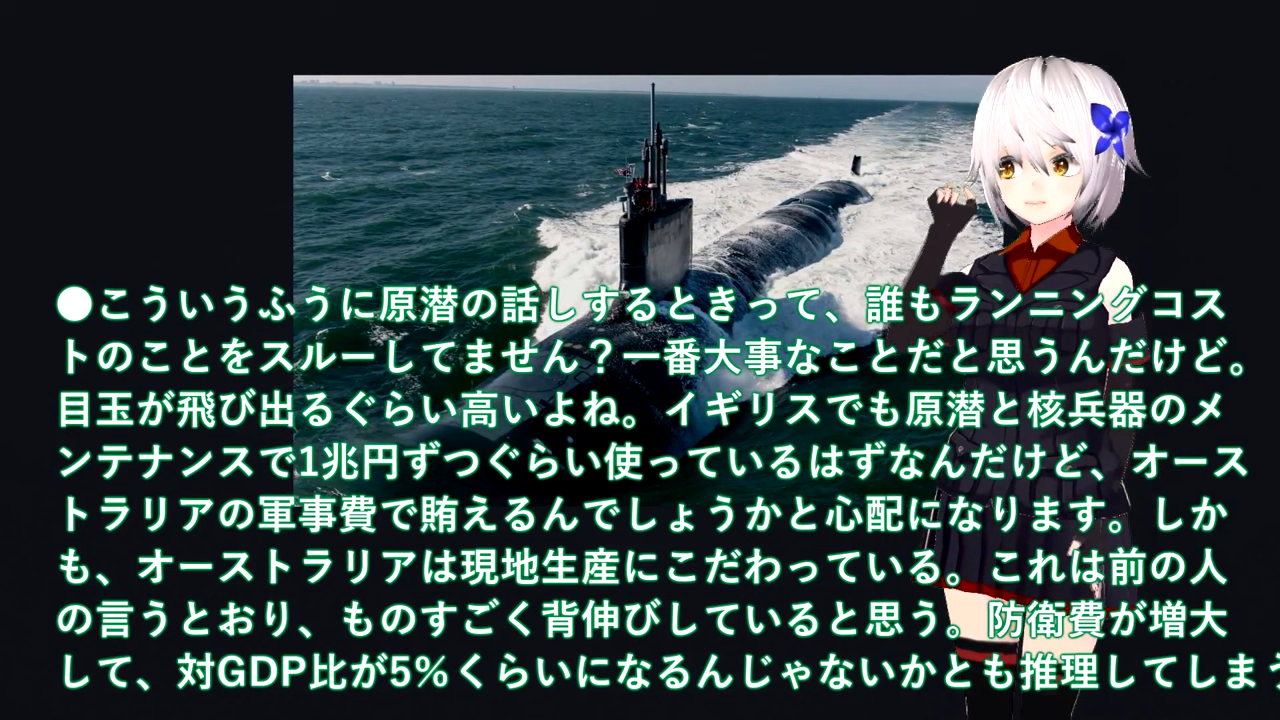 ●こういうふうに原潜の話しするときって、誰もランニングコス
トのことをスルーしてません？一番大事なことだと思うんだけど。
目玉が飛び出るぐらい高いよね。イギリスでも原潜と核兵器のメ
ンテナンスで1兆円ずつぐらい使っているはずなんだけど、オース
トラリアの軍事費で賄えるんでしょうかと心配になります。しか
も、オーストラリアは現地生産にこだわっている。これは前の人
の言うとおり、ものすごく背伸びしていると思う。防衛費が増大
して、対GDP比が5%くらいになるんじゃないかとも推理してしまう